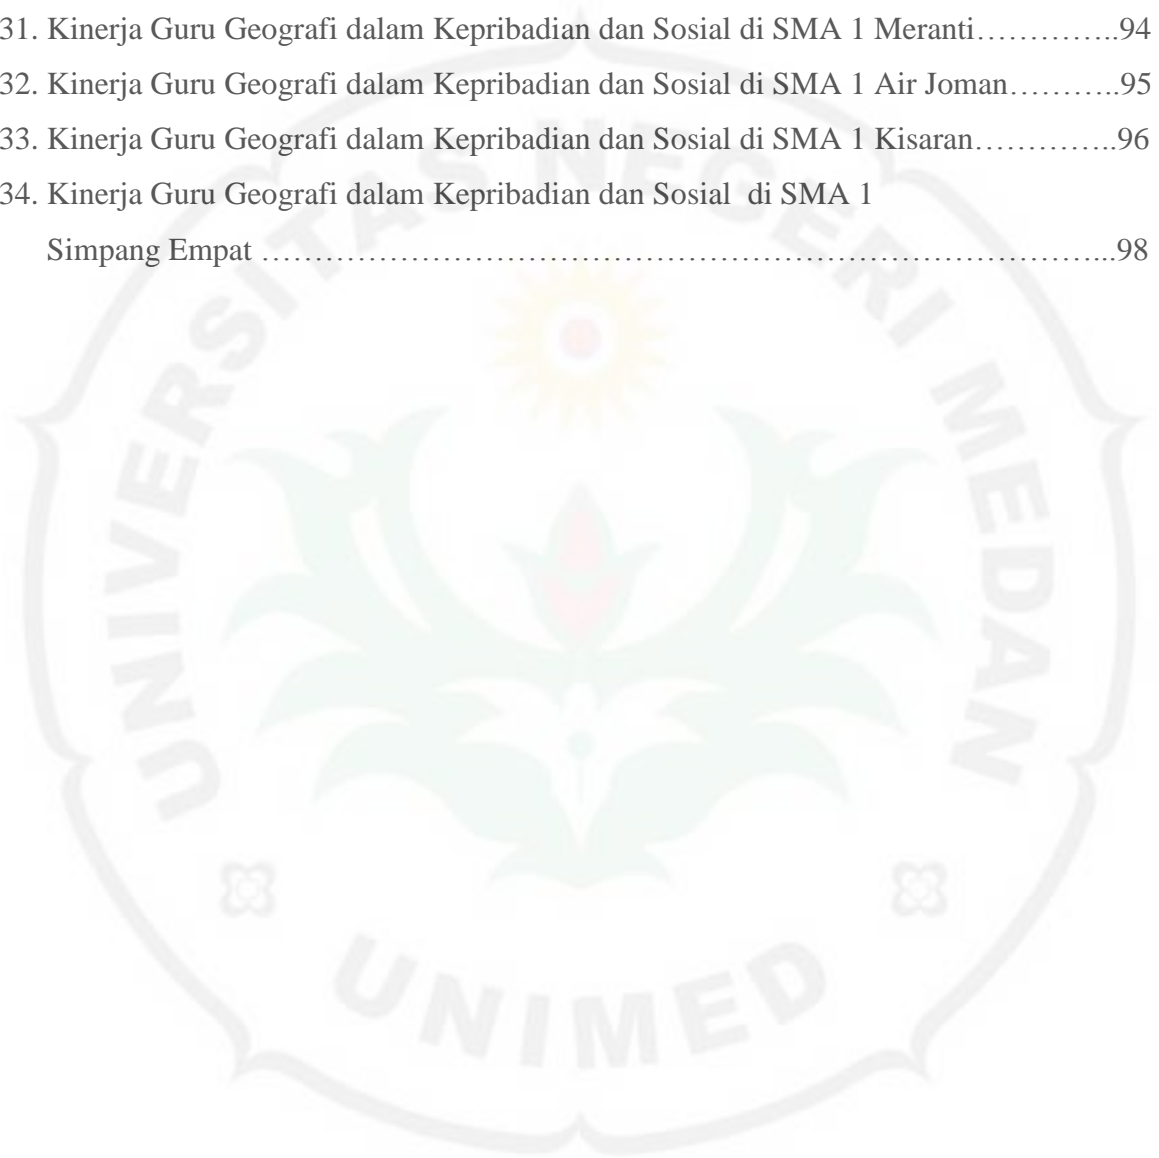 31. Kinerja Guru Geografi dalam Kepribadian dan Sosial di SMA 1 Meranti…………..94
32. Kinerja Guru Geografi dalam Kepribadian dan Sosial di SMA 1 Air Joman………..95
33. Kinerja Guru Geografi dalam Kepribadian dan Sosial di SMA 1 Kisaran…………..96
34. Kinerja Guru Geografi dalam Kepribadian dan Sosial  di SMA 1
Simpang Empat …………………………………………………………………………..98
UNIVERSITAS NEGERI MEDAN
UNIMED